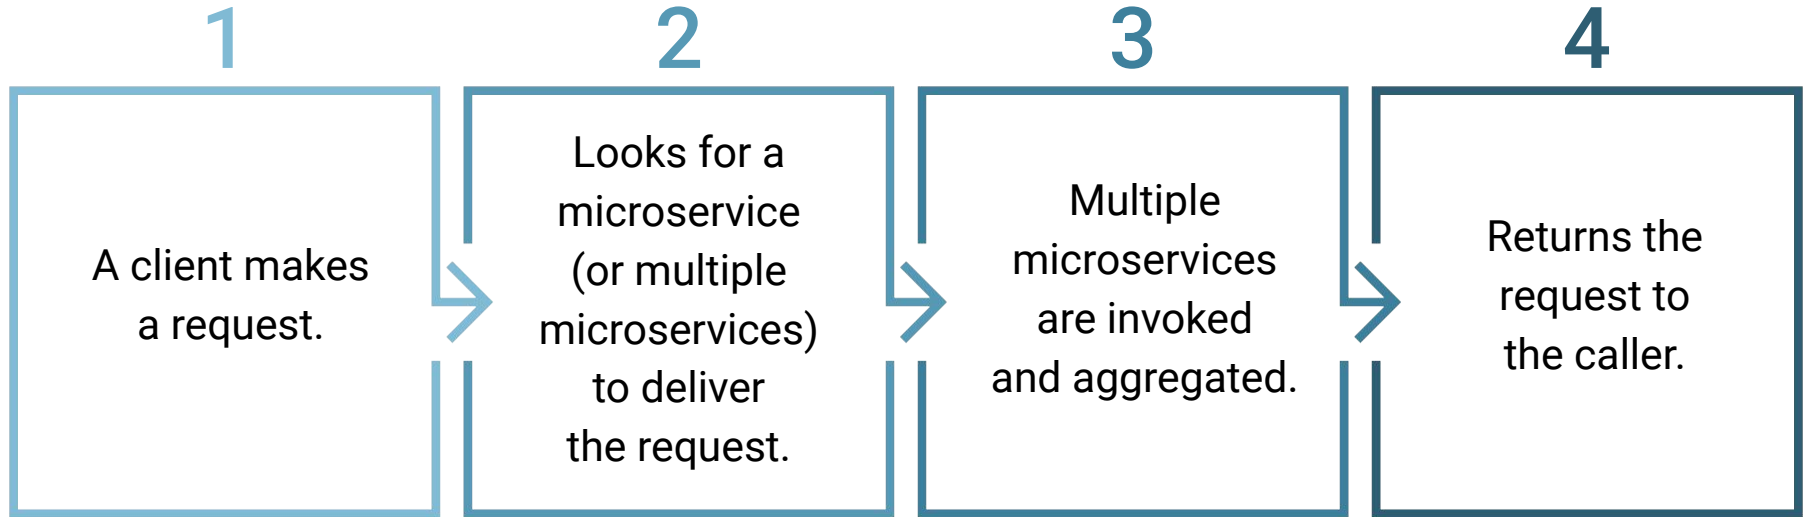 1
A client makes
a request.
2
Looks for a
microservice
(or multiple
microservices)
to deliver
the request.
3
Multiple
microservices
are invoked
and aggregated.
4
Returns the
request to
the caller.